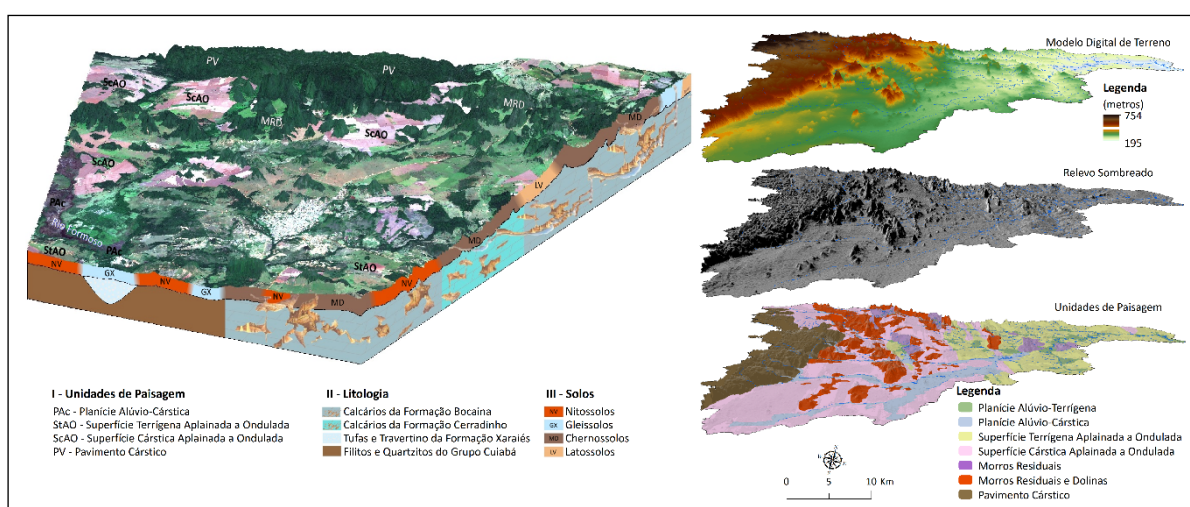 PV
PV
ScAO
ScAO
MRD
MRD
ScAO
ScAO
PAc
Rio Formoso
PAc
StAO
StAO
NV
GX
NV
GX
NV
MD
NV
MD
LV
MD
I - Unidades de Paisagem
PAc - Planície Alúvio-Cárstica
StAO - Superfície Terrígena Aplainada a Ondulada
ScAO - Superfície Cárstica Aplainada a Ondulada
PV - Pavimento Cárstico
II - Litologia
Calcários da Formação Bocaina
Calcários da Formação Cerradinho
Tufas e Travertino da Formação Xaraiés
Filitos e Quartzitos do Grupo Cuiabá
III - Solos
NV Nitossolos
GX Gleissolos
MD Chernossolos
LV Latossolos
Modelo Digital de Terreno
Legenda
(metros)
754
195
Relevo Sombreado
Unidades de Paisagem
Legenda
Planície Alúvio-Terrígena
Planície Alúvio-Cárstica
Superfície Terrígena Aplainada a Ondulada
Superfície Cárstica Aplainada a Ondulada
Morros Residuais
Morros Residuais e Dolinas
Pavimento Cárstico
0 5 10 Km